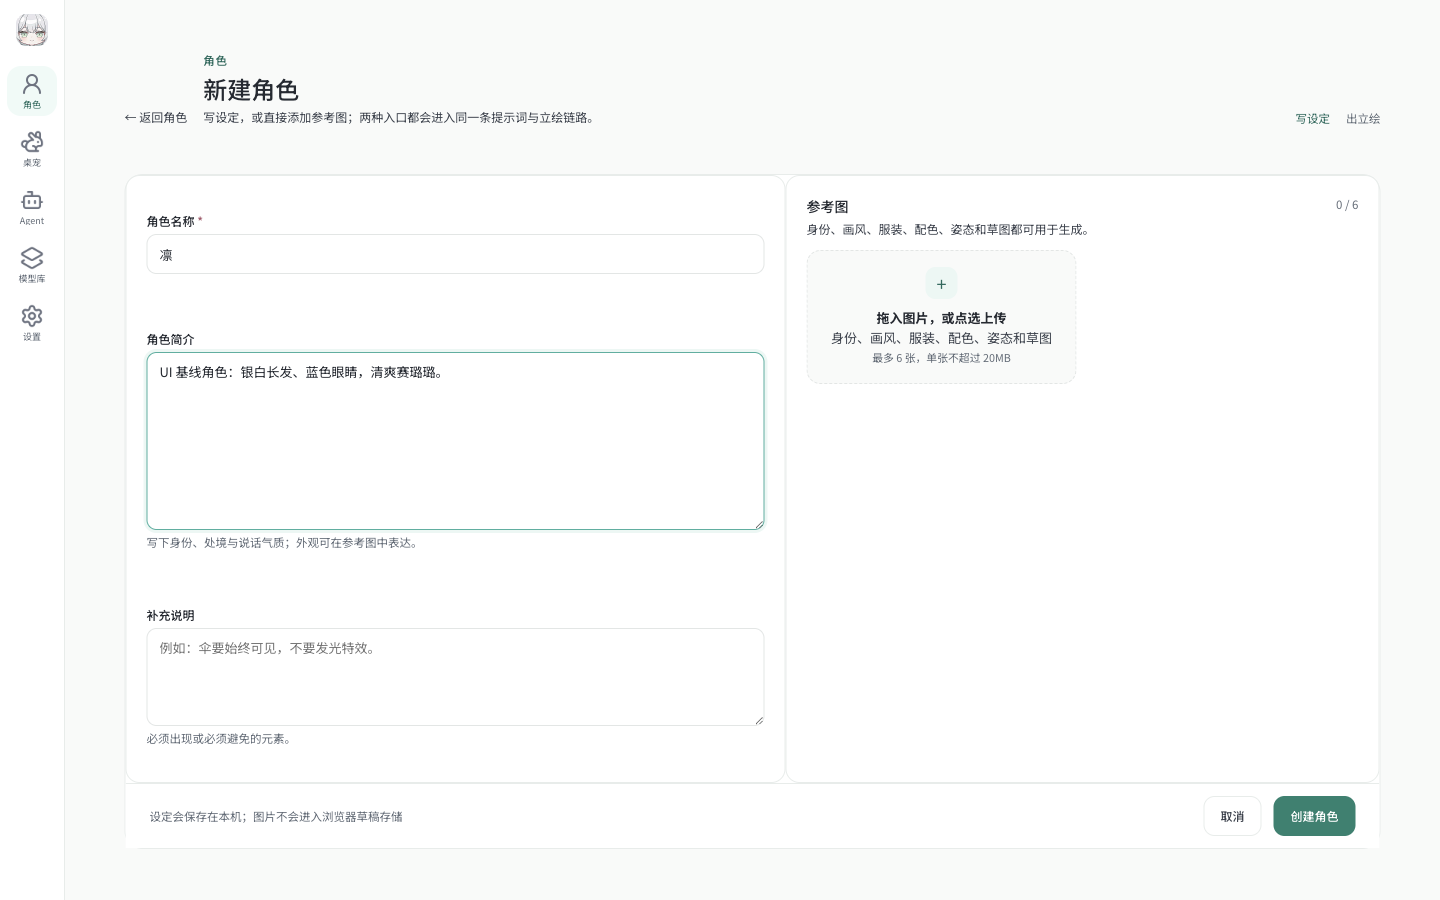 角色
桌宠
Agent
模型库
设置
角色
新建角色
← 返回角色
写设定，或直接添加参考图；两种入口都会进入同一条提示词与立绘链路。
写设定
出立绘
角色名称 *
凛
角色简介
UI 基线角色：银白长发、蓝色眼睛，清爽赛璐璐。
写下身份、处境与说话气质；外观可在参考图中表达。
补充说明
例如：伞要始终可见，不要发光特效。
必须出现或必须避免的元素。
参考图
0 / 6
身份、画风、服装、配色、姿态和草图都可用于生成。
+
拖入图片，或点选上传
身份、画风、服装、配色、姿态和草图
最多 6 张，单张不超过 20MB
设定会保存在本机；图片不会进入浏览器草稿存储
取消
创建角色